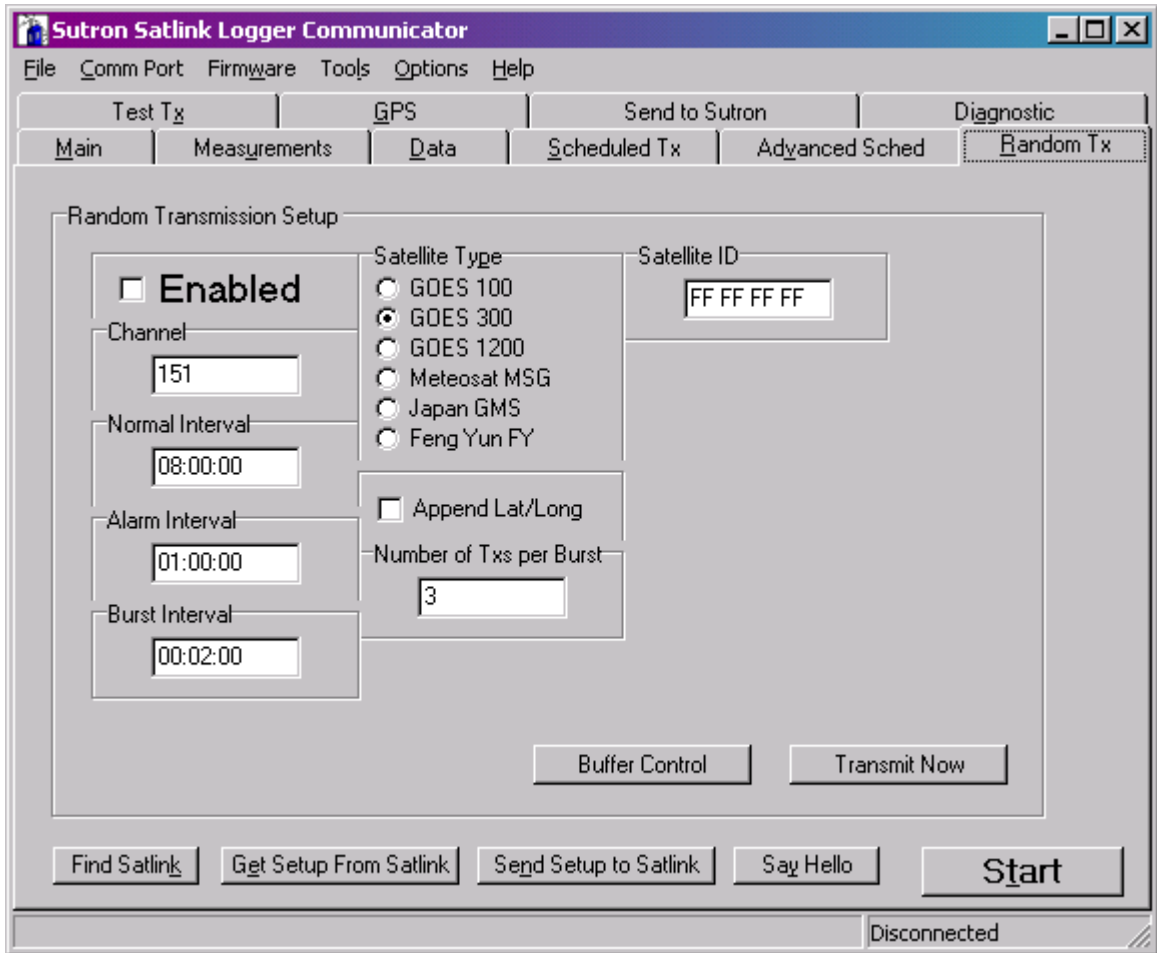 Sutron Satlink Logger Communicator
File Comm Port Firmware Tools Options Help
Test Tx GPS Send to Sutron Diagnostic
Main Measurements Data Scheduled Tx Advanced Sched Random Tx
Random Transmission Setup
Enabled
Channel
151
Normal Interval
08:00:00
Alarm Interval
01:00:00
Burst Interval
00:02:00
Satellite Type
GOES 100
GOES 300
GOES 1200
Meteosat MSG
Japan GMS
Feng Yun FY
Append Lat/Long
Number of Txs per Burst
3
Satellite ID
FF FF FF FF
Buffer Control Transmit Now
Find Satlink Get Setup From Satlink Send Setup to Satlink Say Hello Start
Disconnected